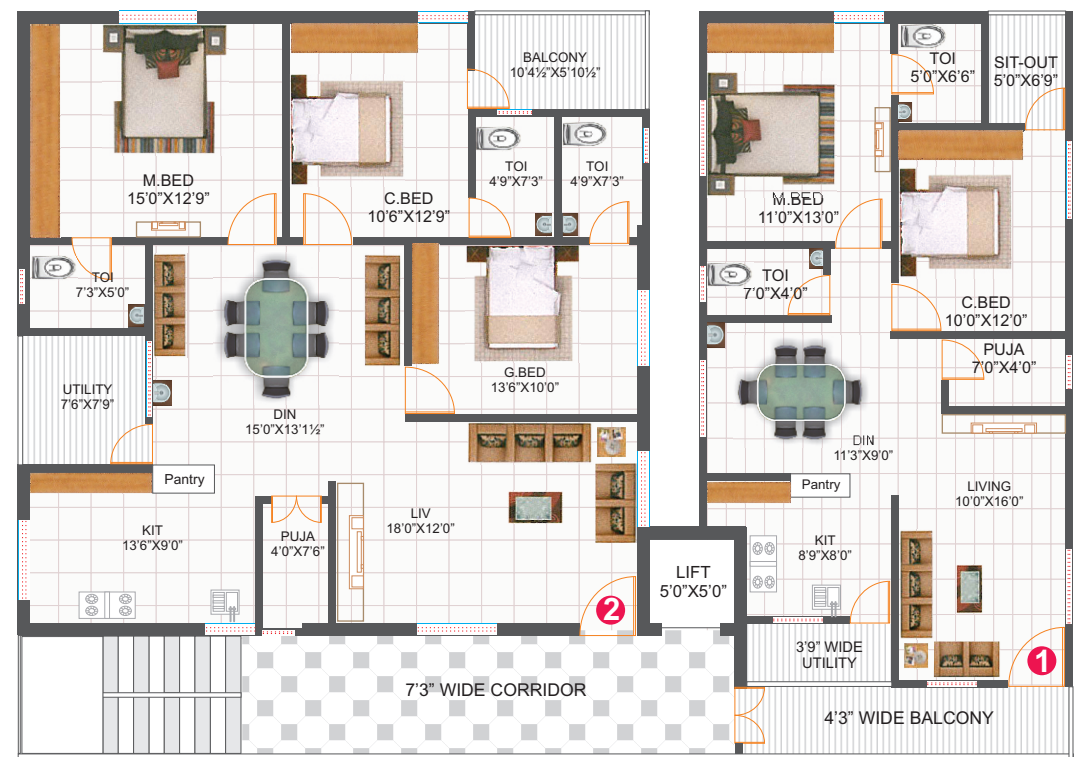 M.BED
15'0"X12'9"
C.BED
10'6"X12'9"
BALCONY
10'4½"X5'10½"
TOI
4'9"X7'3"
TOI
4'9"X7'3"
TOI
7'3"X5'0"
UTILITY
7'6"X7'9"
DIN
15'0"X13'1½"
G.BED
13'6"X10'0"
Pantry
KIT
13'6"X9'0"
PUJA
4'0"X7'6"
LIV
18'0"X12'0"
2
LIFT
5'0"X5'0"
7'3" WIDE CORRIDOR
M.BED
11'0"X13'0"
TOI
5'0"X6'6"
SIT-OUT
5'0"X6'9"
TOI
7'0"X4'0"
C.BED
10'0"X12'0"
PUJA
7'0"X4'0"
DIN
11'3"X9'0"
Pantry
LIVING
10'0"X16'0"
KIT
8'9"X8'0"
3'9" WIDE
UTILITY
1
4'3" WIDE BALCONY